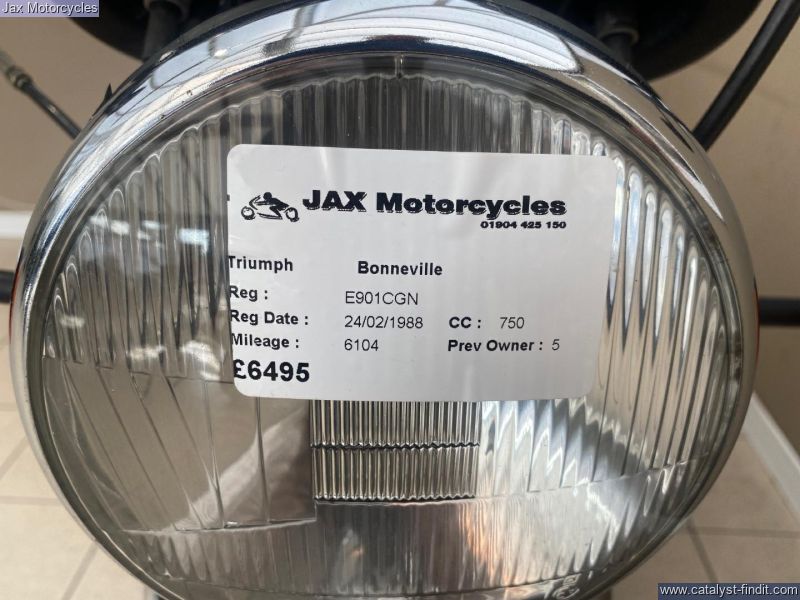 Jax Motorcycles
JAX Motorcycles
01904 425 150
Triumph Bonneville
Reg : E901CGN
Reg Date : 24/02/1988 CC : 750
Mileage : 6104 Prev Owner : 5
£6495
www.catalyst-findit.com